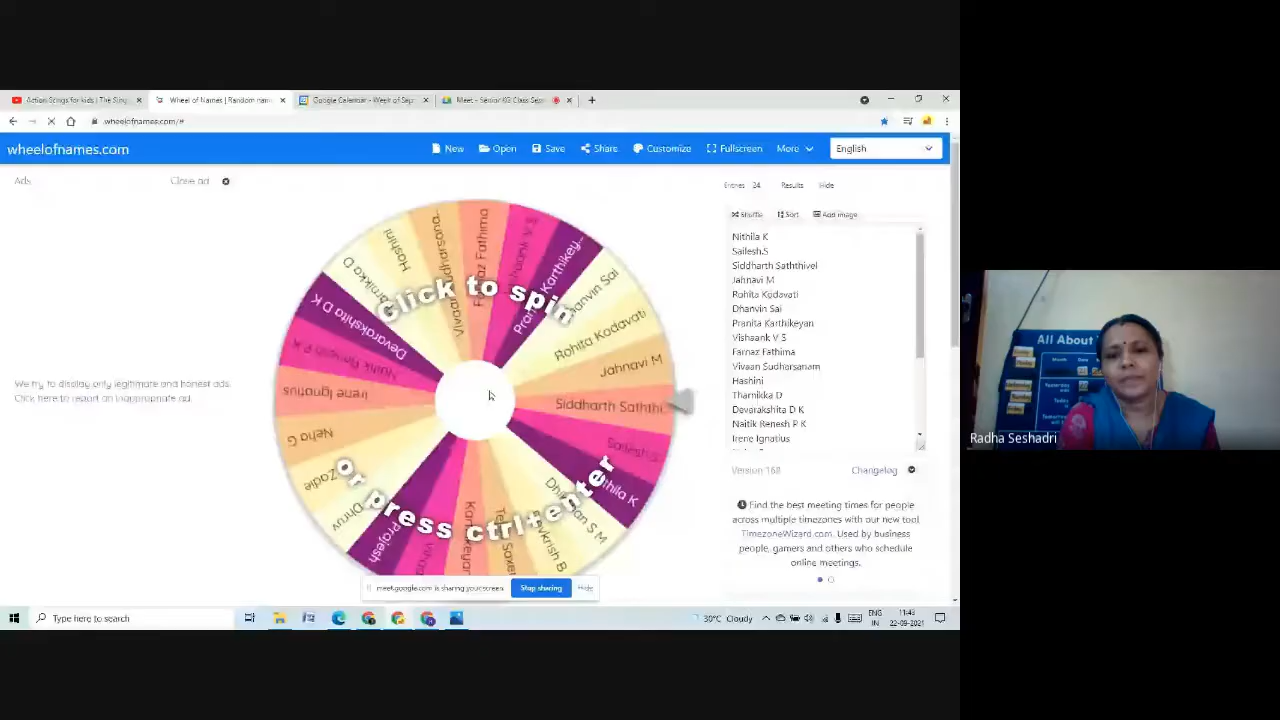 Action Songs for kids | The Sing
Wheel of Names | Random nam
Google Calendar - Week of Sep
Meet - Senior KG Class Sep
wheelofnames.com/#
wheelofnames.com
New
Open
Save
Share
Customize
Fullscreen
More
English
Ads
Close ad
Entries 24
Results
Hide
Shuffle
Sort
Add image
Nithila K
Sailesh.S
Siddharth Saththivel
Jahnavi M
Rohita Kodavati
Dhanvin Sai
Pranita Karthikeyan
Vishaank V S
Farnaz Fathima
Vivaan Sudharsanam
Hashini
Thamikka D
Devarakshita D K
Naitik Renesh P K
Irene Ignatius
Click to spin
or press ctrl+enter
Hashini
Rohita Kodavati
Jahnavi M
Siddharth Saththi...
Devarakshita D K
Irene Ignatius
Neha G
Zadie
Dhruv
Prajesh
We try to display only legitimate and honest ads.
Click here to report an inappropriate ad.
Version 168
Changelog
Find the best meeting times for people
across multiple timezones with our new tool
TimezoneWizard.com. Used by business
people, gamers and others who schedule
online meetings.
meet.google.com is sharing your screen.
Stop sharing
Hide
Type here to search
30°C Cloudy
ENG
IN
11:43
22-09-2021
All About
Month
Radha Seshadri